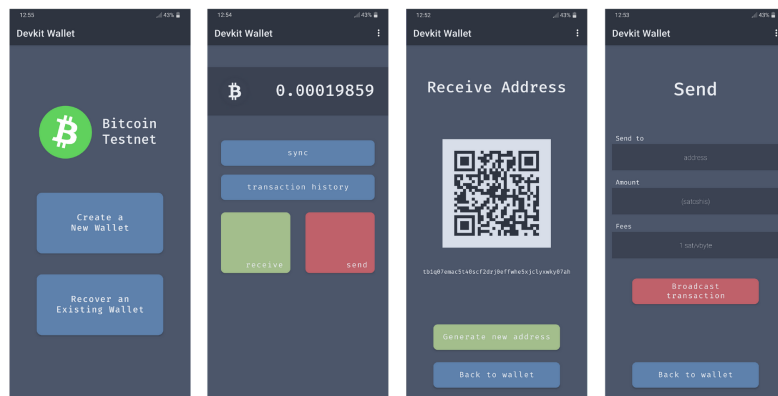 12:53
43%
Devkit Wallet
Bitcoin
Testnet
Create a
New Wallet
Recover an
Existing Wallet
12:54
43%
Devkit Wallet
0.00019859
sync
transaction history
receive
send
12:52
43%
Devkit Wallet
Receive Address
Generate new address
Back to wallet
12:53
43%
Devkit Wallet
Send
Send to
address
Amount
(satoshis)
Fees
1 sat/vbyte
Broadcast
transaction
Back to wallet